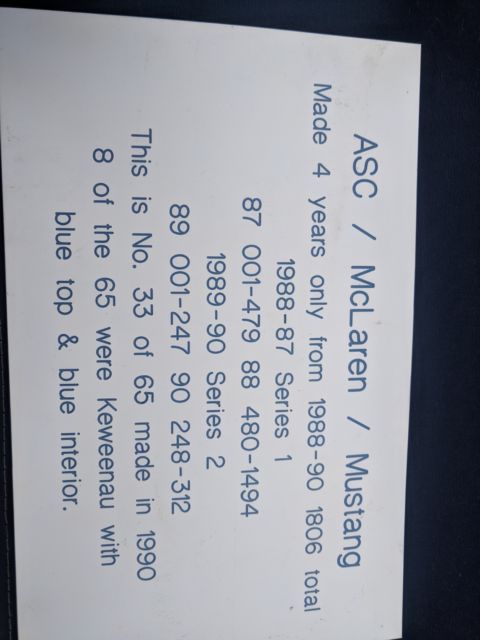 ASC / McLaren / Mustang
Made 4 years only from 1988-90 1806 total
1988-87 Series 1
87 001-479 88 480-1494
1989-90 Series 2
89 001-247 90 248-312
This is No. 33 of 65 made in 1990
8 of the 65 were Keweenau with
blue top & blue interior.